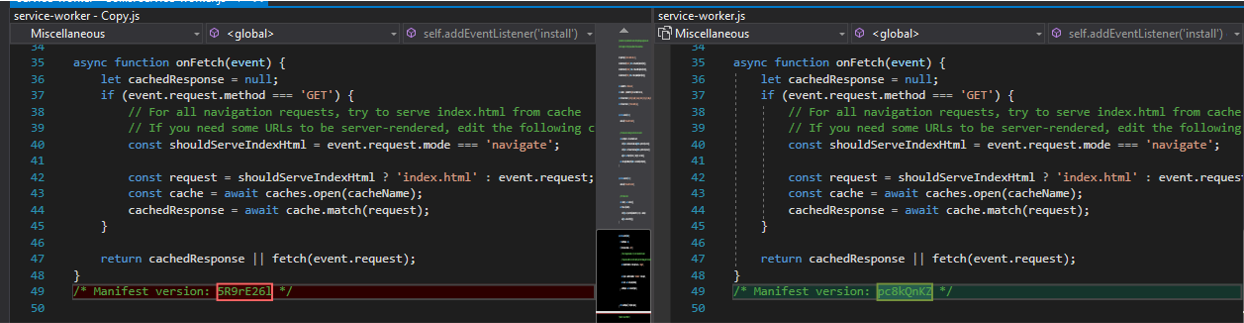 service-worker - Copy.js
Miscellaneous <global> self.addEventListener('install')
34
35 async function onFetch(event) {
36 let cachedResponse = null;
37 if (event.request.method === 'GET') {
38 // For all navigation requests, try to serve index.html from cache
39 // If you need some URLs to be server-rendered, edit the following c
40 const shouldServeIndexHtml = event.request.mode === 'navigate';
41
42 const request = shouldServeIndexHtml ? 'index.html' : event.request;
43 const cache = await caches.open(cacheName);
44 cachedResponse = await cache.match(request);
45 }
46
47 return cachedResponse || fetch(event.request);
48 }
49 /* Manifest version: 5R9rE26l */
50
service-worker.js
Miscellaneous <global> self.addEventListener('install')
34
35 async function onFetch(event) {
36 let cachedResponse = null;
37 if (event.request.method === 'GET') {
38 // For all navigation requests, try to serve index.html from cache
39 // If you need some URLs to be server-rendered, edit the following
40 const shouldServeIndexHtml = event.request.mode === 'navigate';
41
42 const request = shouldServeIndexHtml ? 'index.html' : event.reques
43 const cache = await caches.open(cacheName);
44 cachedResponse = await cache.match(request);
45 }
46
47 return cachedResponse || fetch(event.request);
48 }
49 /* Manifest version: pc8kQnKZ */
50